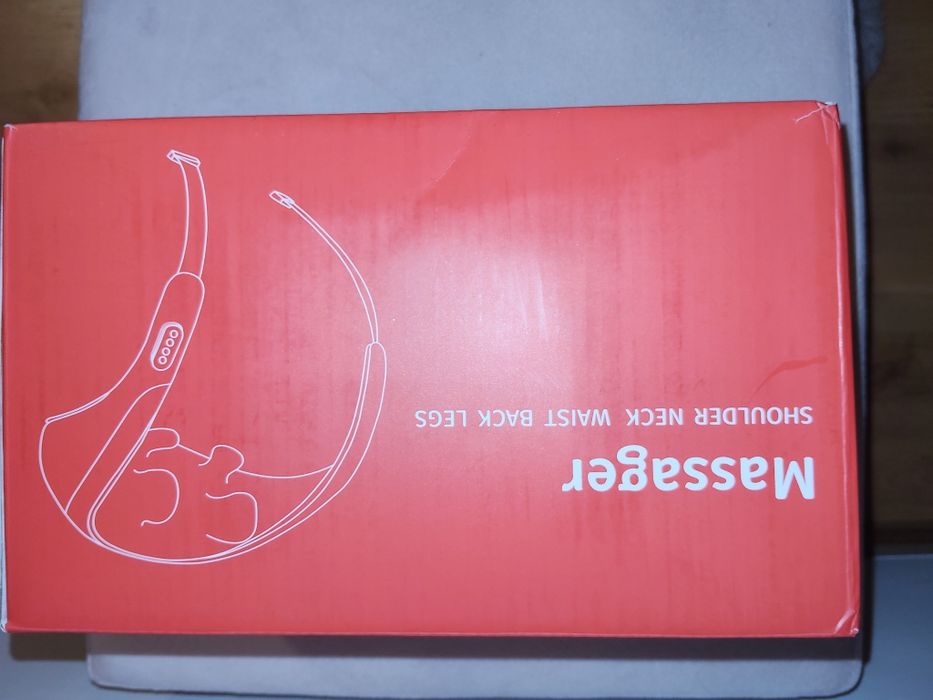 Massager
SHOULDER NECK WAIST BACK LEGS